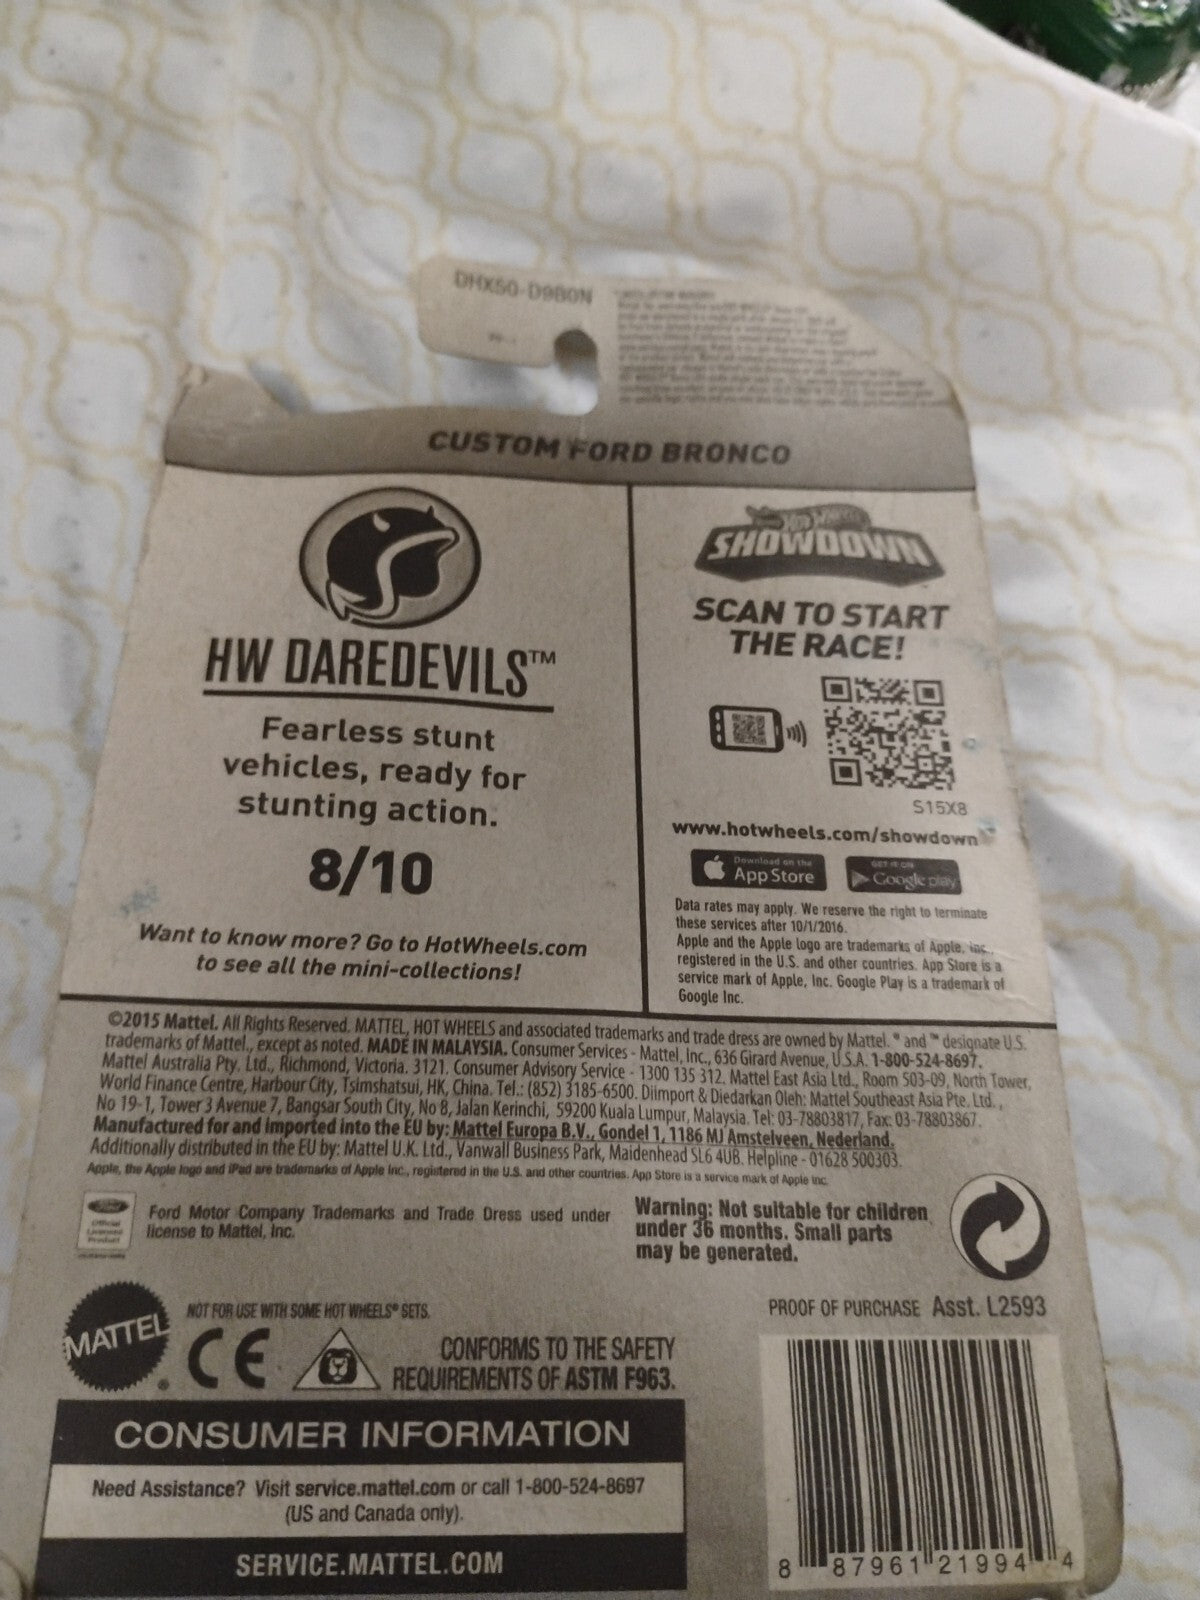 DHX50-D9B0N
CUSTOM FORD BRONCO
HW DAREDEVILS™
Fearless stunt
vehicles, ready for
stunting action.
8/10
Want to know more? Go to HotWheels.com
to see all the mini-collections!
HOT WHEELS
SHOWDOWN
SCAN TO START
THE RACE!
S15X8
www.hotwheels.com/showdown
Download on the
App Store
GET IT ON
Google play
Data rates may apply. We reserve the right to terminate
these services after 10/1/2016.
Apple and the Apple logo are trademarks of Apple, inc.,
registered in the U.S. and other countries. App Store is a
service mark of Apple, Inc. Google Play is a trademark of
Google Inc.
©2015 Mattel. All Rights Reserved. MATTEL, HOT WHEELS and associated trademarks and trade dress are owned by Mattel. ® and ™ designate U.S.
trademarks of Mattel., except as noted. MADE IN MALAYSIA. Consumer Services - Mattel, Inc., 636 Girard Avenue, U.S.A. 1-800-524-8697.
Mattel Australia Pty. Ltd., Richmond, Victoria. 3121. Consumer Advisory Service - 1300 135 312. Mattel East Asia Ltd., Room 503-09, North Tower,
World Finance Centre, Harbour City, Tsimshatsui, HK, China. Tel.: (852) 3185-6500. Diimport & Diedarkan Oleh: Mattel Southeast Asia Pte. Ltd.,
No 19-1, Tower 3 Avenue 7, Bangsar South City, No 8, Jalan Kerinchi, 59200 Kuala Lumpur, Malaysia. Tel: 03-78803817, Fax: 03-78803867.
Manufactured for and imported into the EU by: Mattel Europa B.V., Gondel 1, 1186 MJ Amstelveen, Nederland.
Additionally distributed in the EU by: Mattel U.K. Ltd., Vanwall Business Park, Maidenhead SL6 4UB. Helpline - 01628 500303.
Apple, the Apple logo and iPad are trademarks of Apple Inc., registered in the U.S. and other countries. App Store is a service mark of Apple Inc.
Ford
Official
Licensed
Product
Ford Motor Company Trademarks and Trade Dress used under
license to Mattel, Inc.
Warning: Not suitable for children
under 36 months. Small parts
may be generated.
MATTEL®
NOT FOR USE WITH SOME HOT WHEELS® SETS.
CE
CONFORMS TO THE SAFETY
REQUIREMENTS OF ASTM F963.
PROOF OF PURCHASE Asst. L2593
CONSUMER INFORMATION
Need Assistance? Visit service.mattel.com or call 1-800-524-8697
(US and Canada only).
SERVICE.MATTEL.COM
8 87961 21994 4